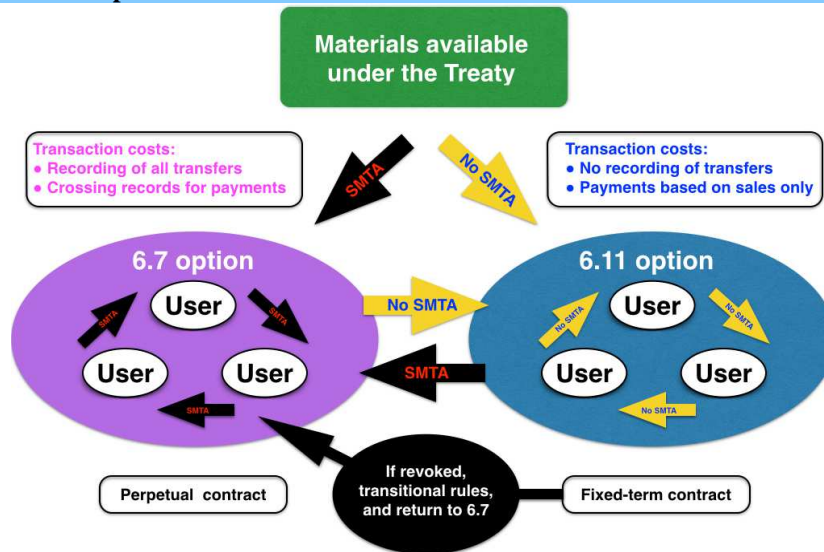 Materials available
under the Treaty
Transaction costs:
● Recording of all transfers
● Crossing records for payments
SMTA
No SMTA
Transaction costs:
● No recording of transfers
● Payments based on sales only
6.7 option
User
SMTA
SMTA
User
User
SMTA
No SMTA
SMTA
6.11 option
User
No SMTA
No SMTA
User
User
No SMTA
If revoked,
transitional rules,
and return to 6.7
Perpetual contract
Fixed-term contract